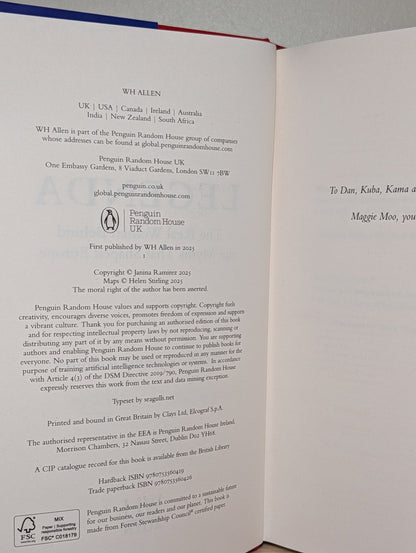 WH ALLEN
UK | USA | Canada | Ireland | Australia
India | New Zealand | South Africa
WH Allen is part of the Penguin Random House group of companies
whose addresses can be found at global.penguinrandomhouse.com
Penguin Random House UK
One Embassy Gardens, 8 Viaduct Gardens, London SW11 7BW
penguin.co.uk
global.penguinrandomhouse.com
Penguin
Random House
UK
First published by WH Allen in 2025
1
Copyright © Janina Ramirez 2025
Maps © Helen Stirling 2025
The moral right of the author has been asserted.
Penguin Random House values and supports copyright. Copyright fuels
creativity, encourages diverse voices, promotes freedom of expression and supports
a vibrant culture. Thank you for purchasing an authorised edition of this book
and for respecting intellectual property laws by not reproducing, scanning or
distributing any part of it by any means without permission. You are supporting
authors and enabling Penguin Random House to continue to publish books for
everyone. No part of this book may be used or reproduced in any manner for the
purpose of training artificial intelligence technologies or systems. In accordance
with Article 4(3) of the DSM Directive 2019/790, Penguin Random House
expressly reserves this work from the text and data mining exception.
Typeset by seagulls.net
Printed and bound in Great Britain by Clays Ltd, Elcograf S.p.A.
The authorised representative in the EEA is Penguin Random House Ireland,
Morrison Chambers, 32 Nassau Street, Dublin D02 YH68.
A CIP catalogue record for this book is available from the British Library
Hardback ISBN 9780753560419
Trade paperback ISBN 9780753560426
Penguin Random House is committed to a sustainable future
for our business, our readers and our planet. This book is
made from Forest Stewardship Council® certified paper.
FSC
MIX
Paper | Supporting
responsible forestry
FSC® C018179
To Dan, Kuba, Kama a
Maggie Moo, you